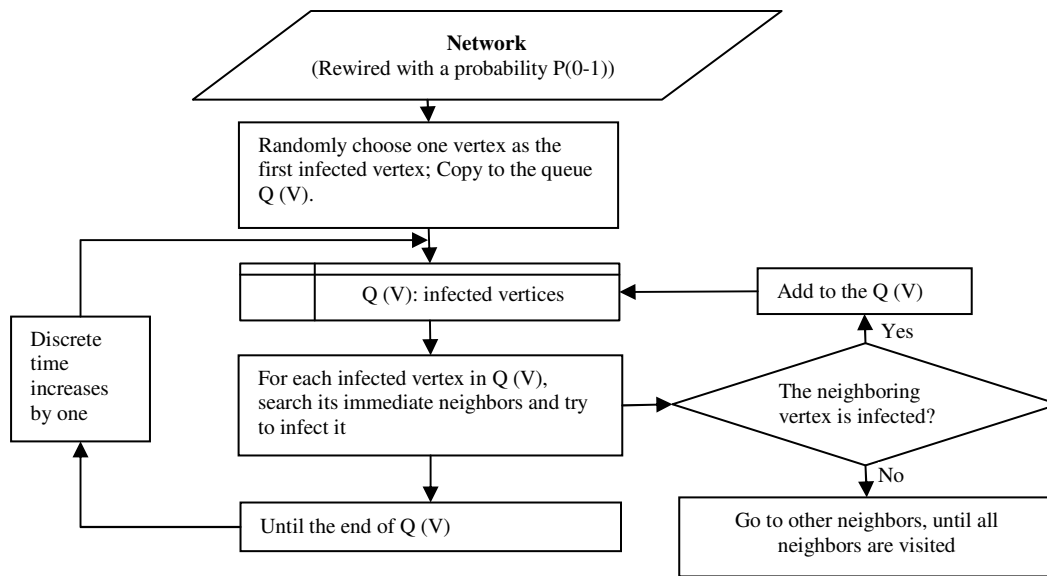 Network
(Rewired with a probability P(0-1))
Randomly choose one vertex as the
first infected vertex; Copy to the queue
Q (V).
Q (V): infected vertices
Add to the Q (V)
Discrete
time
increases
by one
Yes
For each infected vertex in Q (V),
search its immediate neighbors and try
to infect it
The neighboring
vertex is infected?
No
Until the end of Q (V)
Go to other neighbors, until all
neighbors are visited